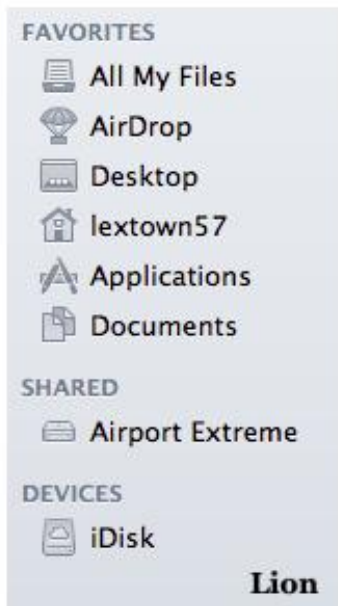 FAVORITES
All My Files
AirDrop
Desktop
lextown57
Applications
Documents
SHARED
Airport Extreme
DEVICES
iDisk
Lion